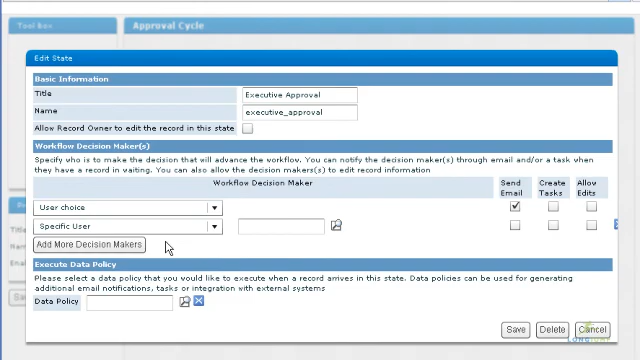 Tool Box
Approval Cycle
Edit State
Basic Information
Title
Executive Approval
Name
executive_approval
Allow Record Owner to edit the record in this state
Workflow Decision Maker(s)
Specify who is to make the decision that will advance the workflow. You can notify the decision maker(s) through email and/or a task when
they have a record in waiting. You can also allow the decision makers to edit record information
Workflow Decision Maker
Send Email
Create Tasks
Allow Edits
User choice
Specific User
Add More Decision Makers
Execute Data Policy
Please select a data policy that you would like to execute when a record arrives in this state. Data policies can be used for generating
additional email notifications, tasks or integration with external systems
Data Policy
Save
Delete
Cancel
Title
Name